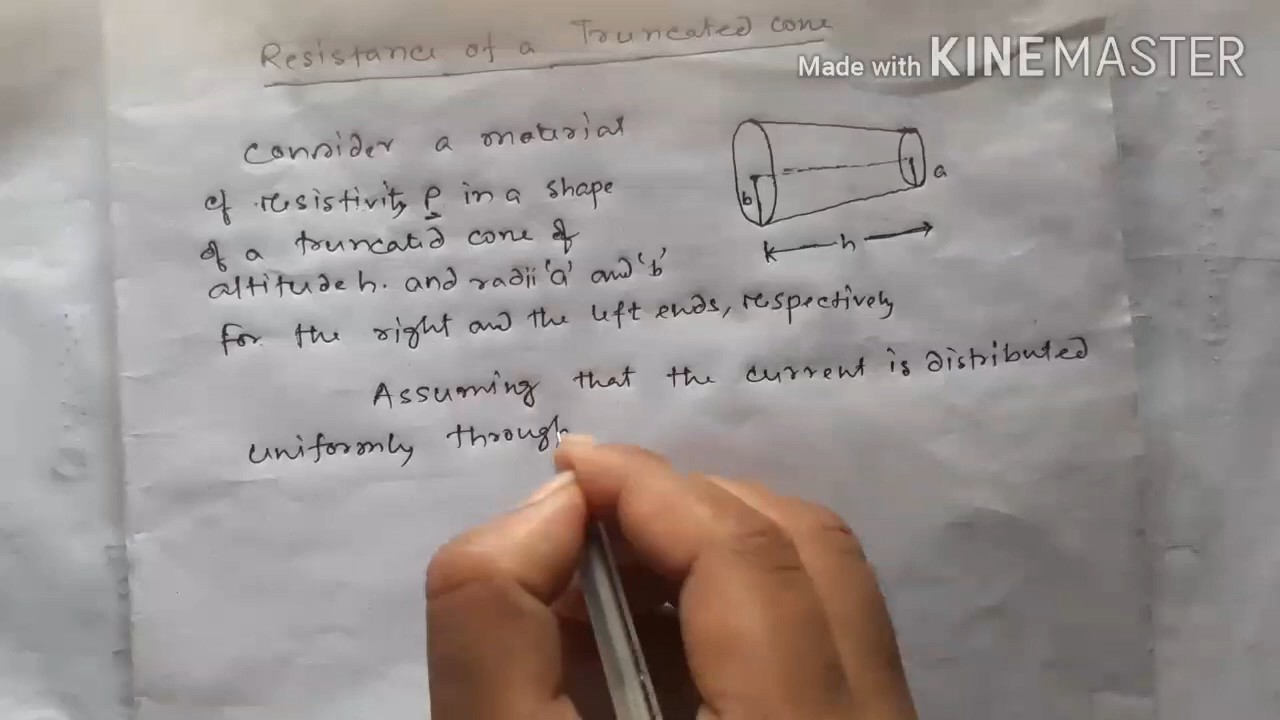 Resistance of a Truncated cone
Made with KINEMASTER
Consider a material
of resistivity ρ in a shape
of a truncated cone of
altitude h. and radii 'a' and 'b'
for the right and the left ends, respectively
Assuming that the current is distributed
uniformly through
b
a
h